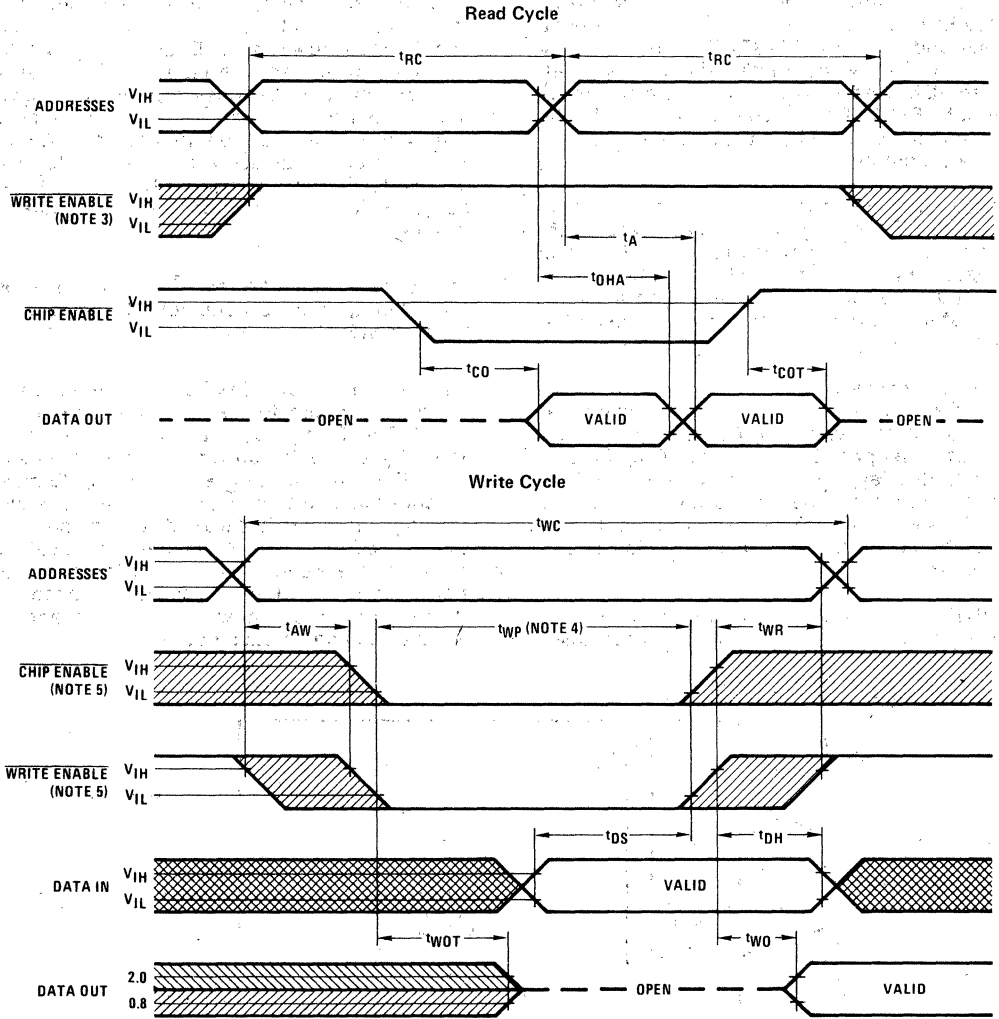 Read Cycle
tRC tRC
ADDRESSES VIH
VIL
WRITE ENABLE
(NOTE 3)
VIH
VIL
tA
tOHA
CHIP ENABLE VIH
VIL
tCO tCOT
DATA OUT OPEN VALID VALID OPEN
Write Cycle
tWC
ADDRESSES VIH
VIL
tAW tWP (NOTE 4) tWR
CHIP ENABLE
(NOTE 5)
VIH
VIL
WRITE ENABLE
(NOTE 5)
VIH
VIL
tDS tDH
DATA IN VIH
VIL
VALID
tWOT tWO
DATA OUT 2.0
0.8
OPEN VALID